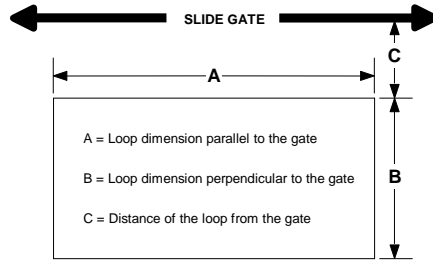 SLIDE GATE
C
A
A = Loop dimension parallel to the gate
B = Loop dimension perpendicular to the gate
B
C = Distance of the loop from the gate